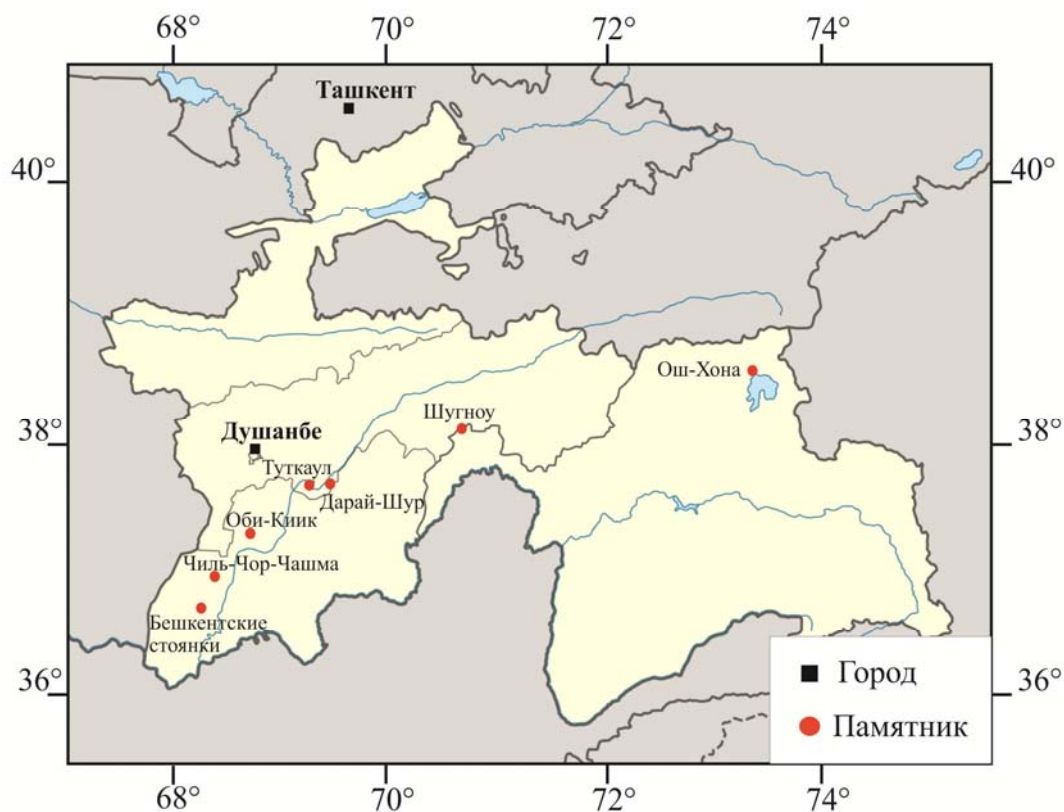 68°
70°
72°
74°
Ташкент
40°
40°
Ош-Хона
Шугноу
38°
38°
Душанбе
Туткаул
Дарай-Шур
Оби-Киик
Чиль-Чор-Чашма
Бешкентские
стоянки
36°
36°
Город
Памятник
68°
70°
72°
74°